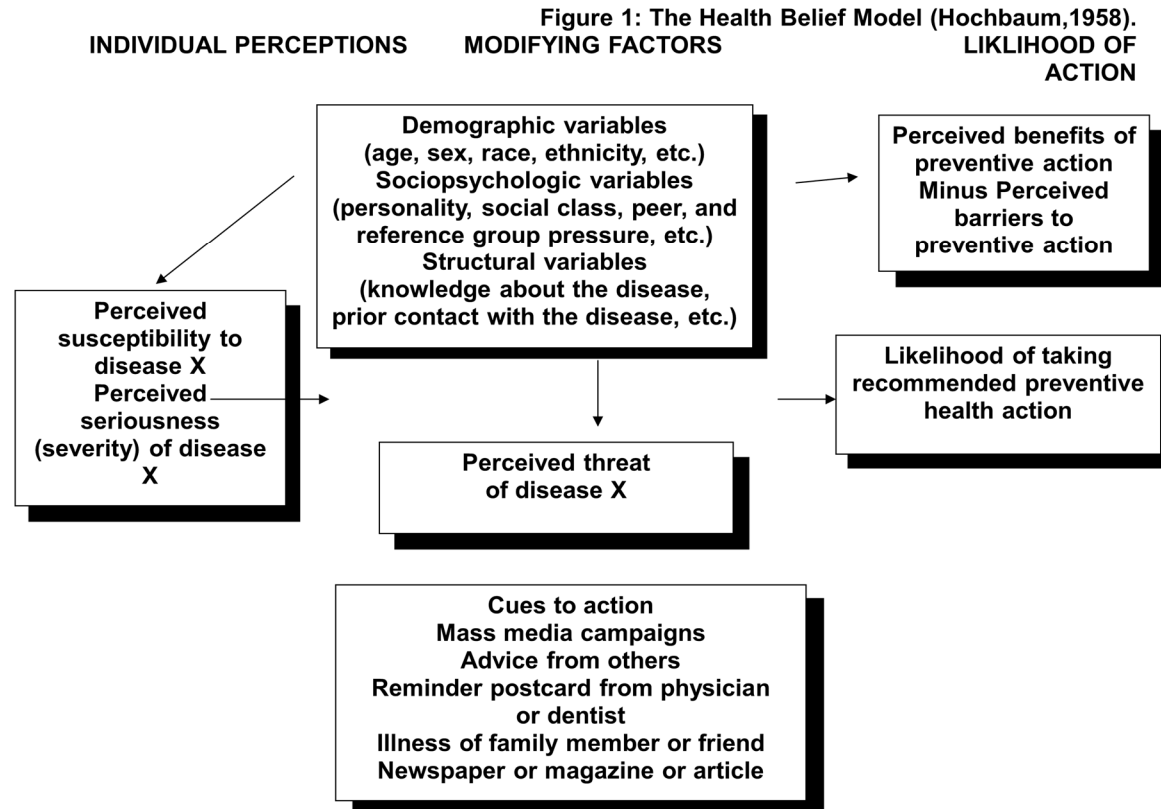 Figure 1: The Health Belief Model (Hochbaum,1958).
INDIVIDUAL PERCEPTIONS
MODIFYING FACTORS
LIKLIHOOD OF
ACTION
Demographic variables
(age, sex, race, ethnicity, etc.)
Sociopsychologic variables
(personality, social class, peer, and
reference group pressure, etc.)
Structural variables
(knowledge about the disease,
prior contact with the disease, etc.)
Perceived benefits of
preventive action
Minus Perceived
barriers to
preventive action
Perceived
susceptibility to
disease X
Perceived
seriousness
(severity) of disease
X
Likelihood of taking
recommended preventive
health action
Perceived threat
of disease X
Cues to action
Mass media campaigns
Advice from others
Reminder postcard from physician
or dentist
Illness of family member or friend
Newspaper or magazine or article